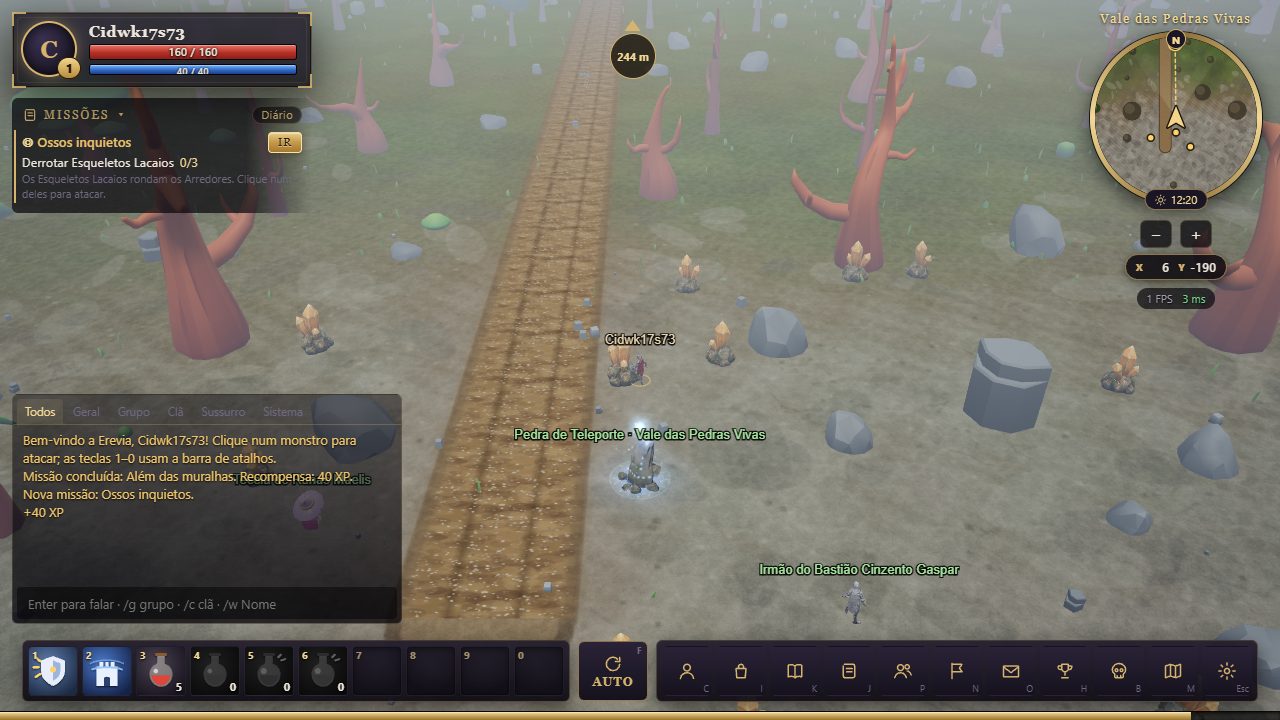 Cidwk17s73
C
1
160 / 160
40 / 40
MISSÕES
Diário
Ossos inquietos
IR
Derrotar Esqueletos Lacaios 0/3
Os Esqueletos Lacaios rondam os Arredores. Clique num
deles para atacar.
244 m
Vale das Pedras Vivas
N
12:20
− +
X 6 Y -190
1 FPS 3 ms
Cidwk17s73
Pedra de Teleporte · Vale das Pedras Vivas
Irmão do Bastião Cinzento Gaspar
Todos Geral Grupo Clã Sussurro Sistema
Bem-vindo a Erevia, Cidwk17s73! Clique num monstro para
atacar; as teclas 1–0 usam a barra de atalhos.
Missão concluída: Além das muralhas. Recompensa: 40 XP.
Nova missão: Ossos inquietos.
+40 XP
Enter para falar · /g grupo · /c clã · /w Nome
1 2 3 4 5 6 7 8 9 0
5 0 0 0
F
AUTO
C I K J P N O H B M Esc